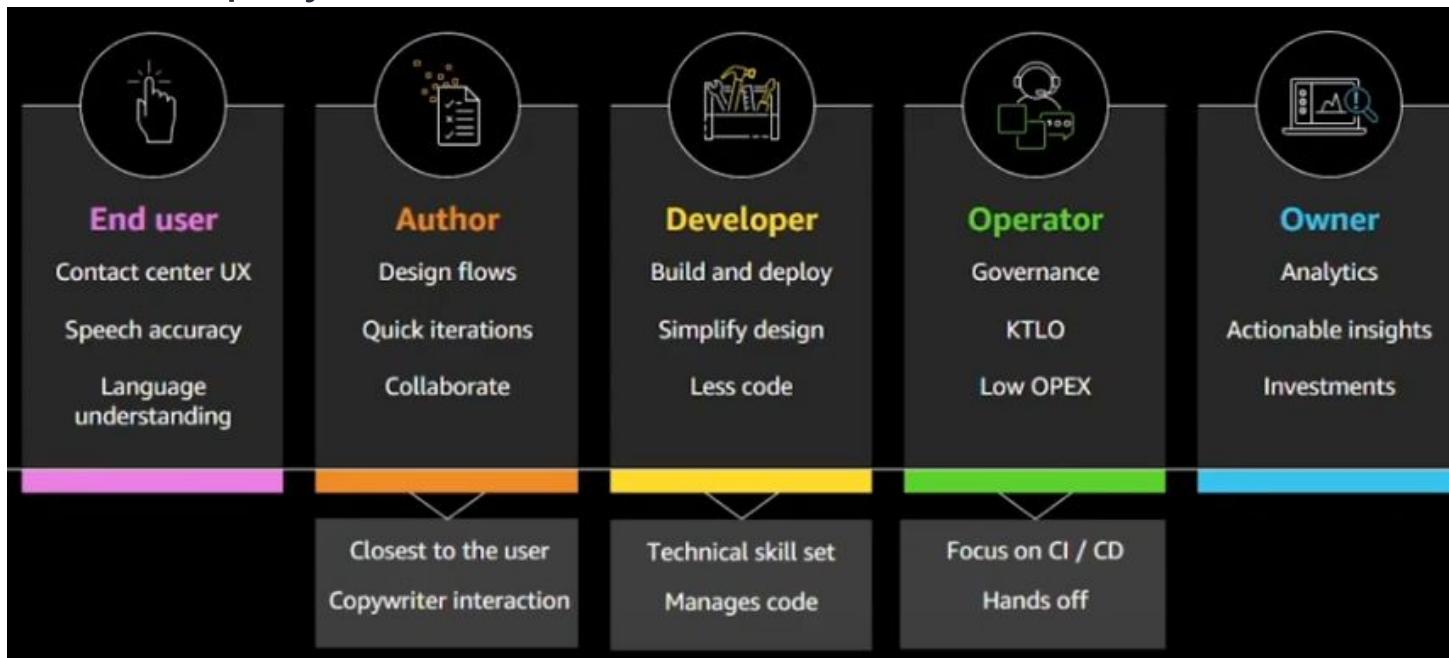 End user
Contact center UX
Speech accuracy
Language
understanding
Author
Design flows
Quick iterations
Collaborate
Closest to the user
Copywriter interaction
Developer
Build and deploy
Simplify design
Less code
Technical skill set
Manages code
Operator
Governance
KTLO
Low OPEX
Focus on CI / CD
Hands off
Owner
Analytics
Actionable insights
Investments